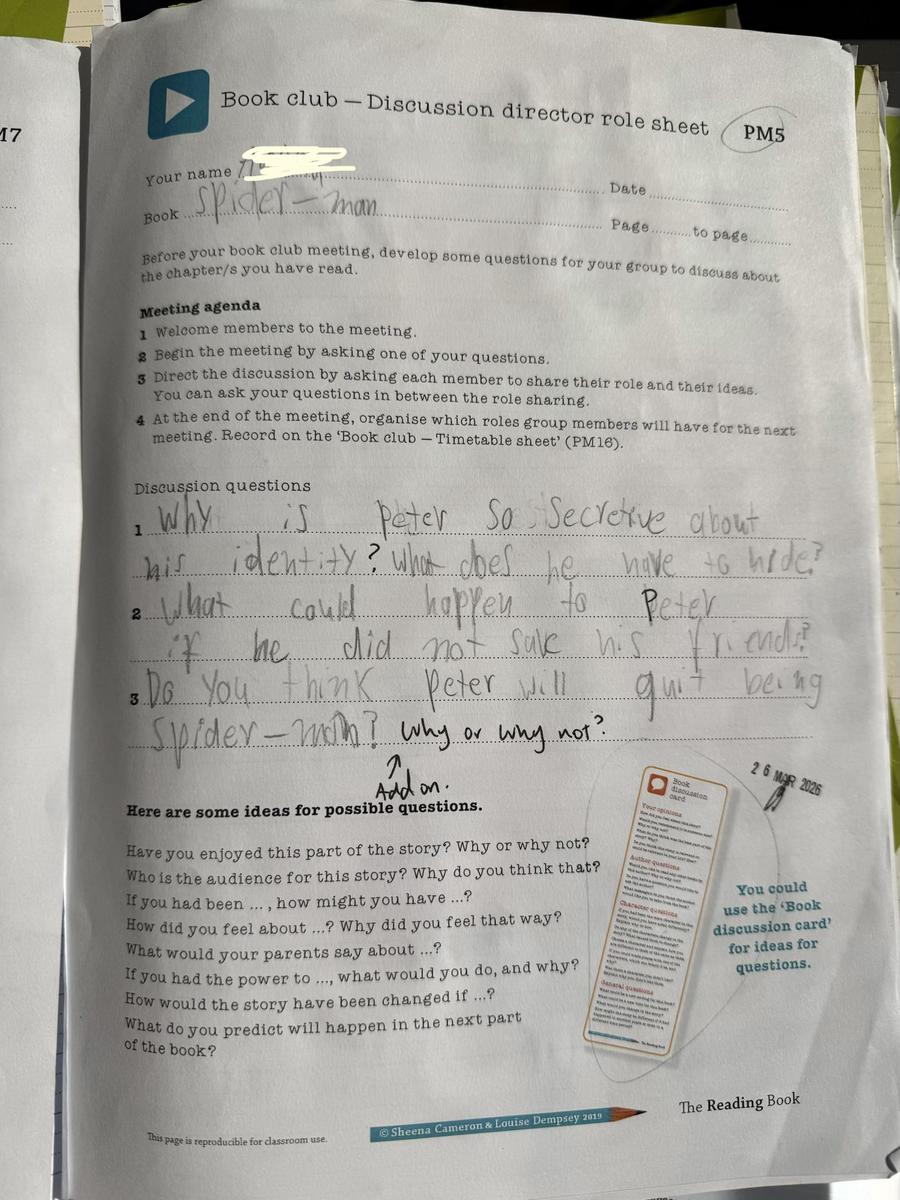 M7
Book club – Discussion director role sheet
PM5
Your name
Date
Book Spider-man
Page to page
Before your book club meeting, develop some questions for your group to discuss about
the chapter/s you have read.
Meeting agenda
1 Welcome members to the meeting.
2 Begin the meeting by asking one of your questions.
3 Direct the discussion by asking each member to share their role and their ideas.
You can ask your questions in between the role sharing.
4 At the end of the meeting, organise which roles group members will have for the next
meeting. Record on the ‘Book club – Timetable sheet’ (PM16).
Discussion questions
1 Why is Peter so Secretive about
his identity? What does he have to hide?
2 What could happen to Peter
if he did not save his friends?
3 Do You think Peter will quit being
Spider-man? Why or why not?
Add on.
26 MAR 2026
Here are some ideas for possible questions.
Have you enjoyed this part of the story? Why or why not?
Who is the audience for this story? Why do you think that?
If you had been ... , how might you have ...?
How did you feel about ...? Why did you feel that way?
What would your parents say about ...?
If you had the power to ..., what would you do, and why?
How would the story have been changed if ...?
What do you predict will happen in the next part
of the book?
Book
discussion
card
Your opinions
Author questions
Character questions
General questions
You could
use the ‘Book
discussion card’
for ideas for
questions.
This page is reproducible for classroom use.
© Sheena Cameron & Louise Dempsey 2019
The Reading Book